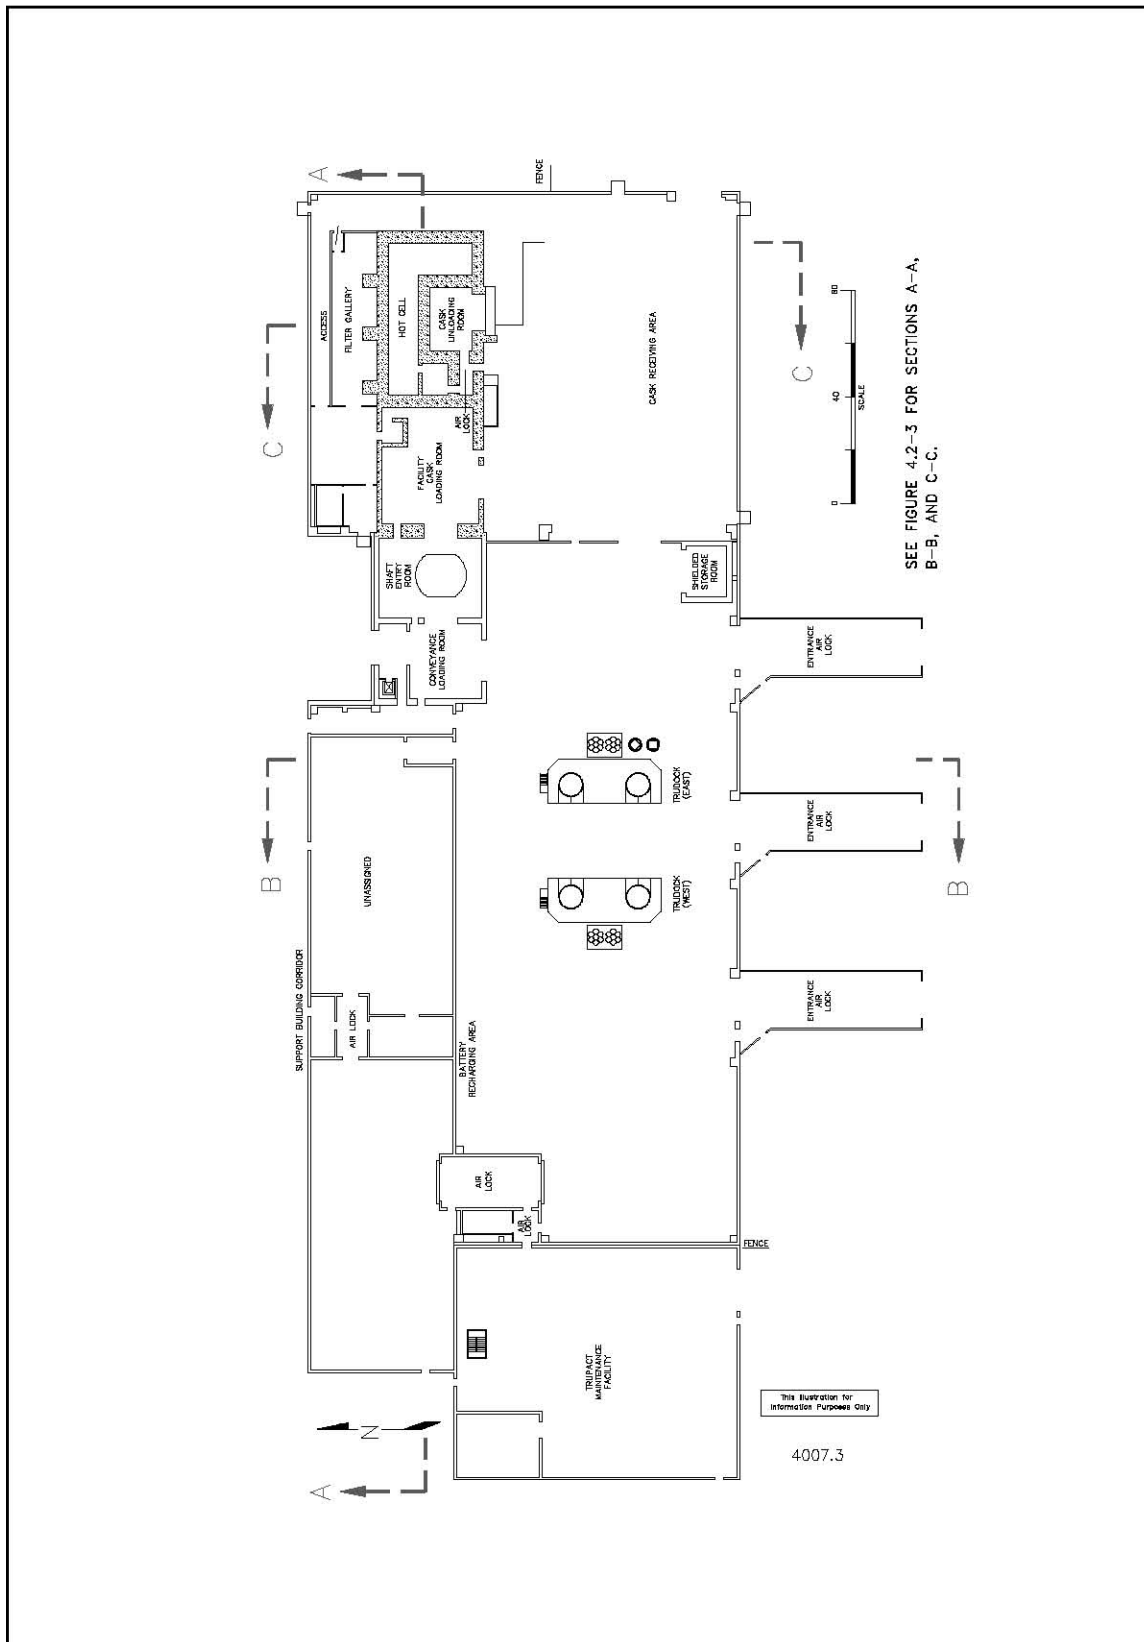 A
FENCE
ACCESS
FILTER GALLERY
HOT CELL
CASK
UNLOADING
ROOM
C
AIR
LOCK
FACILITY
CASK
LOADING ROOM
CASK RECEIVING AREA
C
0
40
80
SCALE
SEE FIGURE 4.2-3 FOR SECTIONS A-A,
B-B, AND C-C.
SHAFT
ENTRY
ROOM
SHIELDED
STORAGE
ROOM
CONVEYANCE
LOADING ROOM
ENTRANCE
AIR
LOCK
B
UNASSIGNED
TRUDOCK
(EAST)
ENTRANCE
AIR
LOCK
B
TRUDOCK
(WEST)
SUPPORT BUILDING CORRIDOR
AIR LOCK
BATTERY
RECHARGING AREA
ENTRANCE
AIR
LOCK
AIR
LOCK
AIR
LOCK
FENCE
TRUPACT
MAINTENANCE
FACILITY
N
A
This Illustration for
Information Purposes Only
4007.3